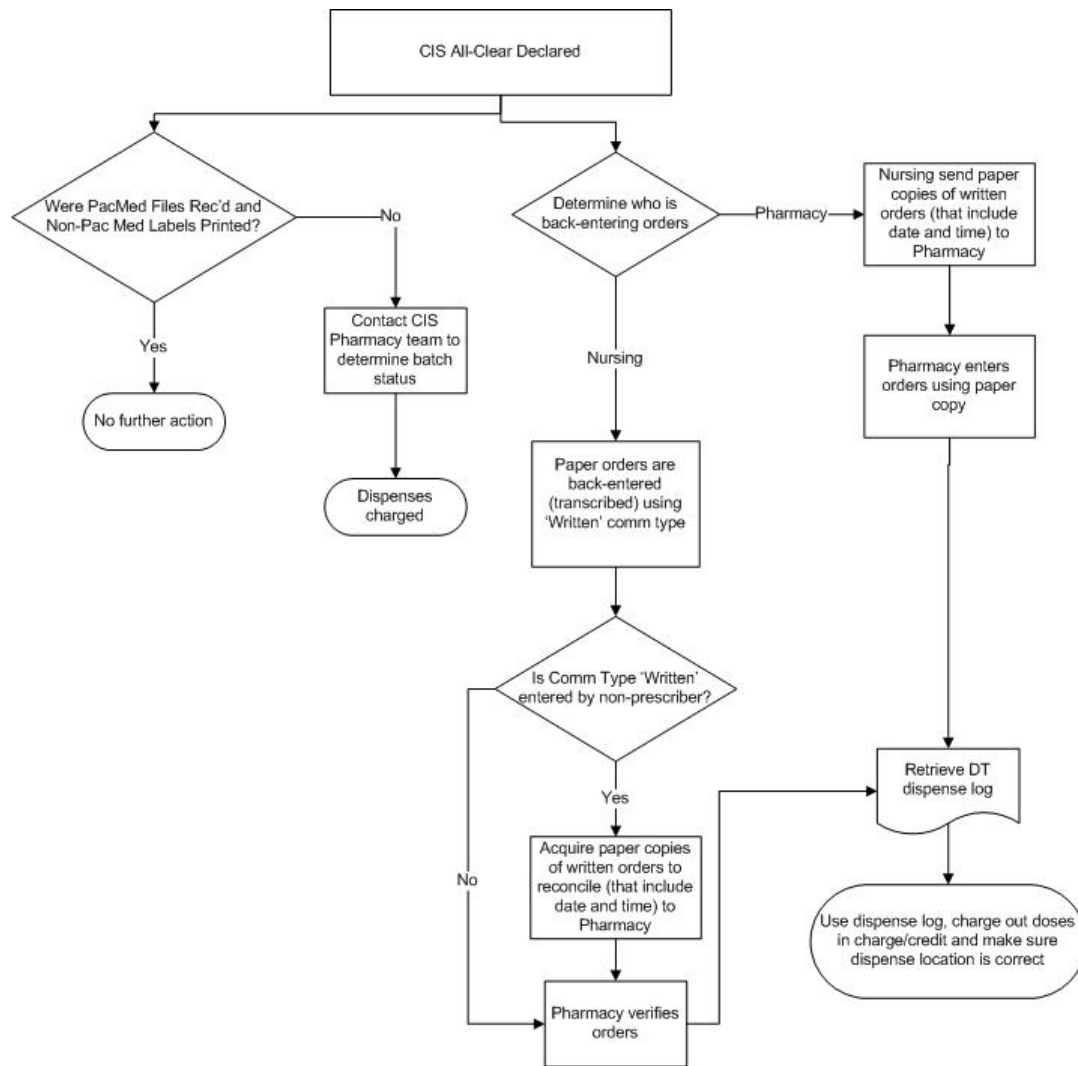 CIS All-Clear Declared
Were PacMed Files Rec'd and
Non-Pac Med Labels Printed?
No
Yes
No further action
Contact CIS
Pharmacy team to
determine batch
status
Dispenses
charged
Determine who is
back-entering orders
Pharmacy
Nursing send paper
copies of written
orders (that include
date and time) to
Pharmacy
Pharmacy enters
orders using paper
copy
Nursing
Paper orders are
back-entered
(transcribed) using
'Written' comm type
Is Comm Type 'Written'
entered by non-prescriber?
Yes
No
Acquire paper copies
of written orders to
reconcile (that include
date and time) to
Pharmacy
Pharmacy verifies
orders
Retrieve DT
dispense log
Use dispense log, charge out doses
in charge/credit and make sure
dispense location is correct